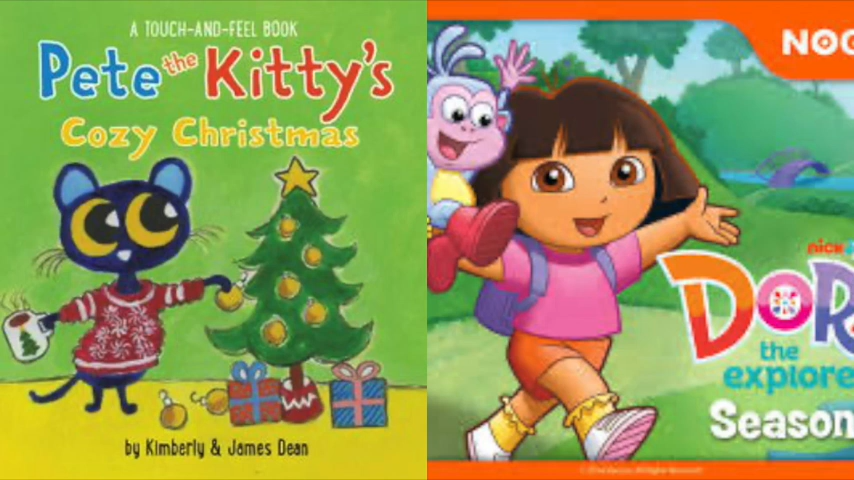 A TOUCH-AND-FEEL BOOK
Pete the Kitty's
Cozy Christmas
by Kimberly & James Dean
NOG
nick
DOR
the
explore
Season